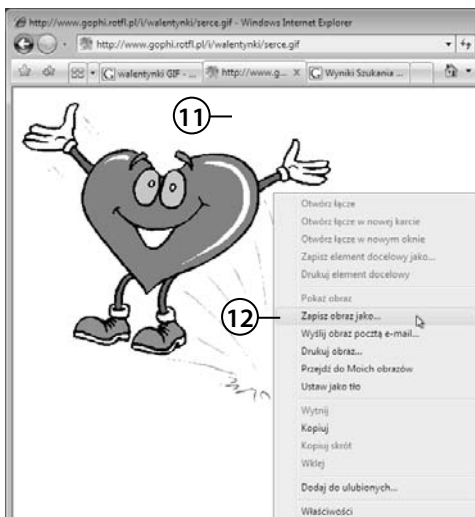 http://www.gophi.rotfl.pl/i/walentynki/serce.gif - Windows Internet Explorer
http://www.gophi.rotfl.pl/i/walentynki/serce.gif
walentynki GIF - ...
http://www.g... X
Wyniki Szukania ...
11
Otwórz łącze
Otwórz łącze w nowej karcie
Otwórz łącze w nowym oknie
Zapisz element docelowy jako...
Drukuj element docelowy
Pokaż obraz
12
Zapisz obraz jako...
Wyślij obraz pocztą e-mail...
Drukuj obraz...
Przejdź do Moich obrazów
Ustaw jako tło
Wytnij
Kopiuj
Kopiuj skrót
Wklej
Dodaj do ulubionych...
Właściwości